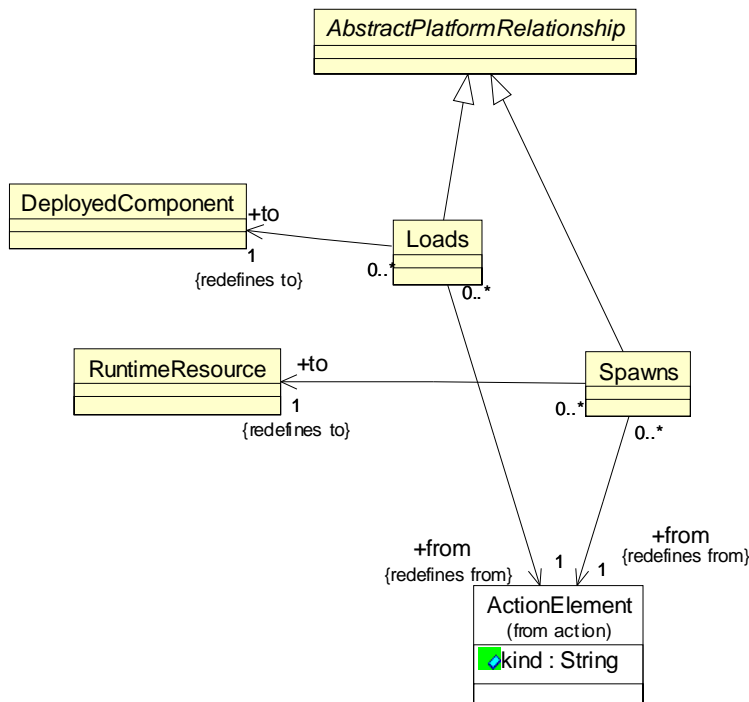 AbstractPlatformRelationship
DeployedComponent
+to
1
{redefines to}
Loads
0..*
0..*
RuntimeResource
+to
1
{redefines to}
Spawns
0..*
0..*
+from
{redefines from}
1
+from
{redefines from}
1
ActionElement
(from action)
kind : String